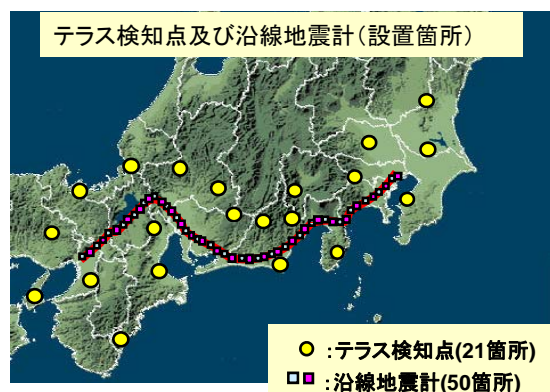 テラス検知点及び沿線地震計（設置箇所）
：テラス検知点(21箇所)
：沿線地震計(50箇所)